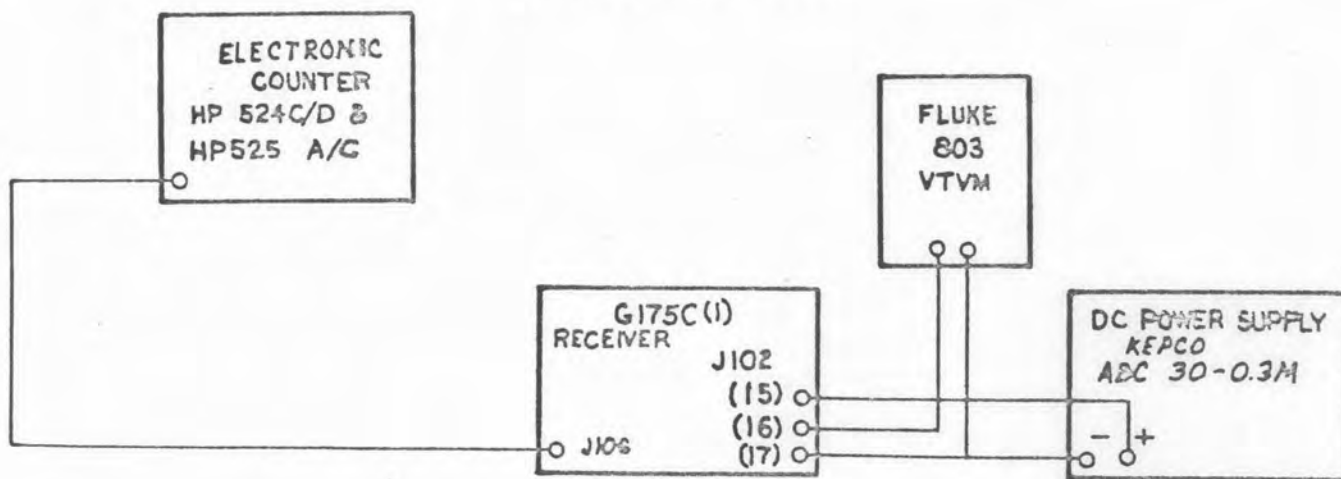 ELECTRONIC
COUNTER
HP 524C/D &
HP525 A/C
FLUKE
803
VTVM
G175C(1)
RECEIVER
J102
(15)
(16)
(17)
J106
DC POWER SUPPLY
KEPCO
ABC 30-0.3M
- +